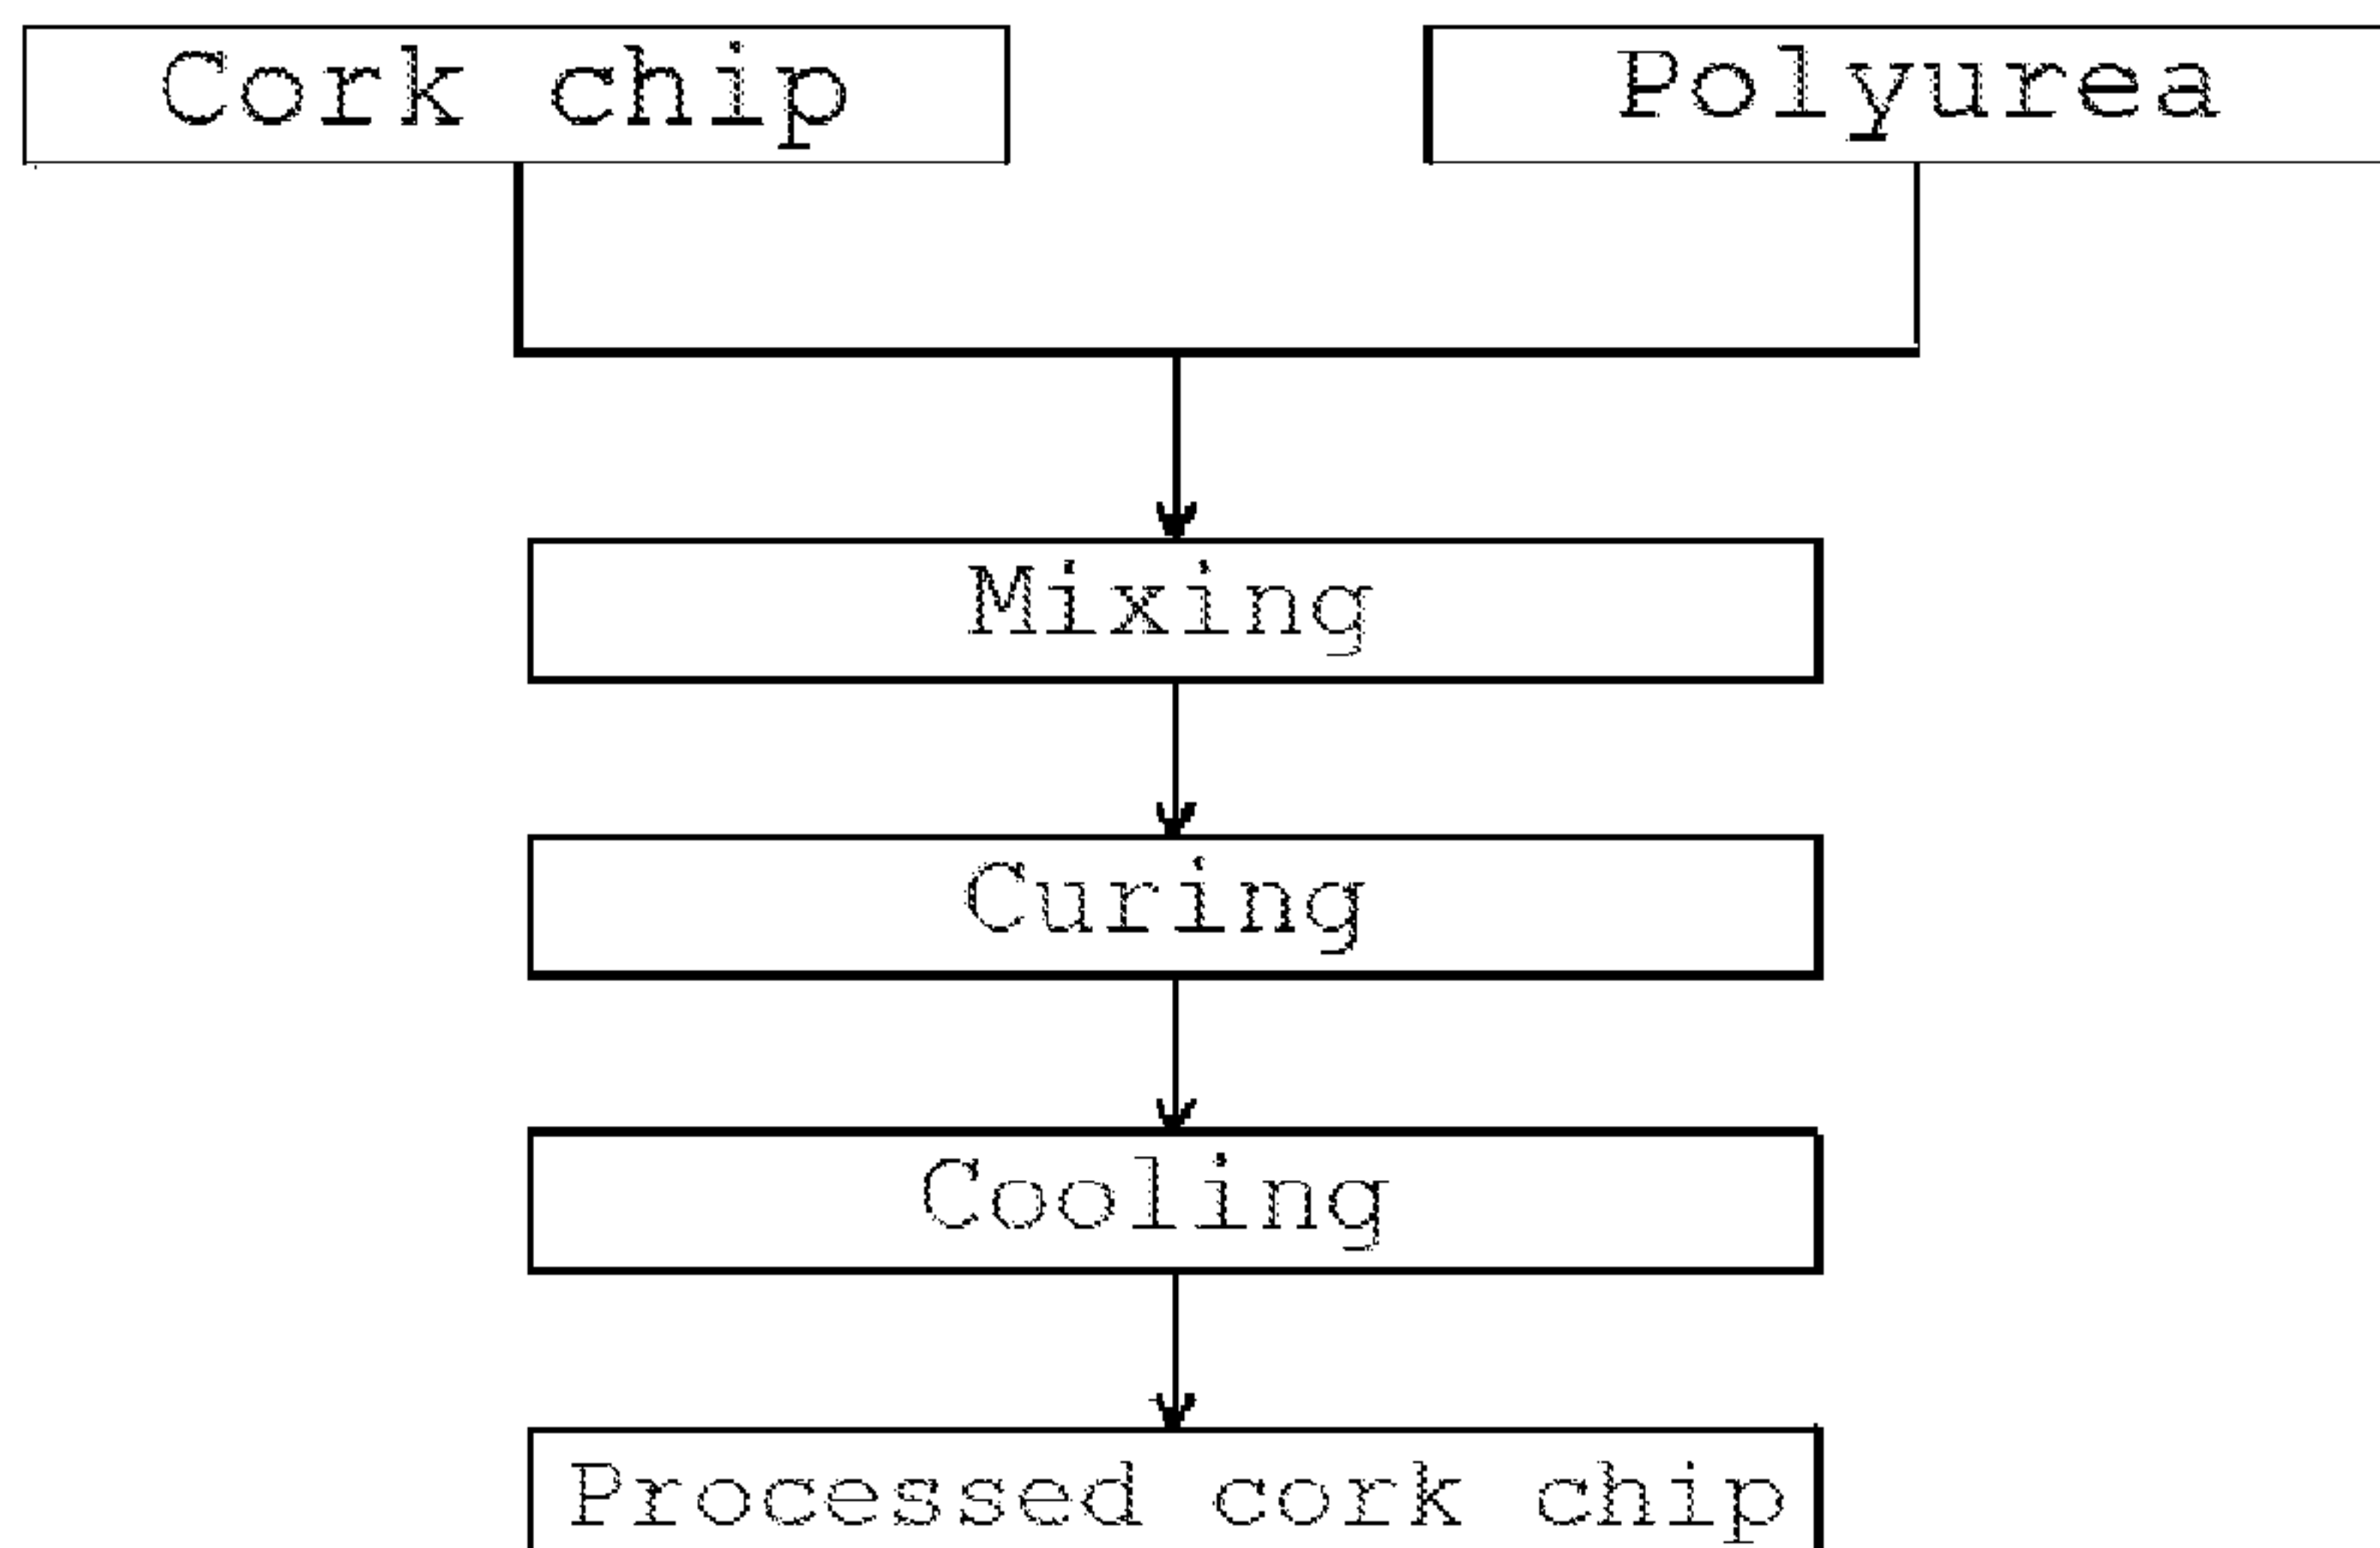 Cork chip
Polyurea
Mixing
Curing
Cooling
Processed cork chip